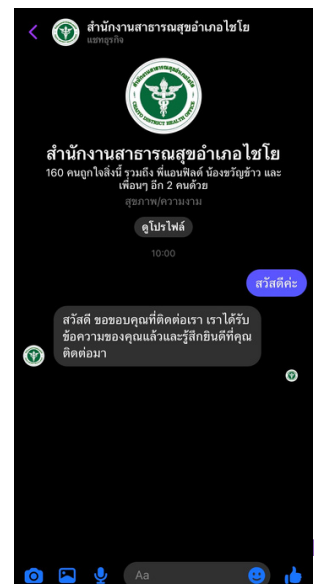 สำนักงานสาธารณสุขอำเภอไชโย
แชทธุรกิจ
CHAIYO DISTRICT HEALTH OFFICE
สำนักงานสาธารณสุขอำเภอไชโย
160 คนถูกใจสิ่งนี้ รวมถึง พี่แอนฟิลด์ น้องขวัญข้าว และ
เพื่อนๆ อีก 2 คนด้วย
สุขภาพ/ความงาม
ดูโปรไฟล์
10:00
สวัสดีค่ะ
สวัสดี ขอขอบคุณที่ติดต่อเรา เราได้รับ
ข้อความของคุณแล้วและรู้สึกยินดีที่คุณ
ติดต่อมา
Aa